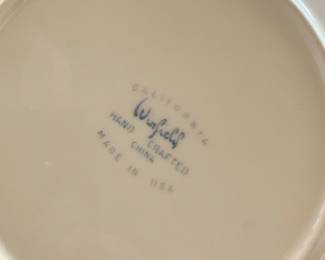 CALIFORNIA
Winfield
HAND CRAFTED
CHINA
MADE IN USA